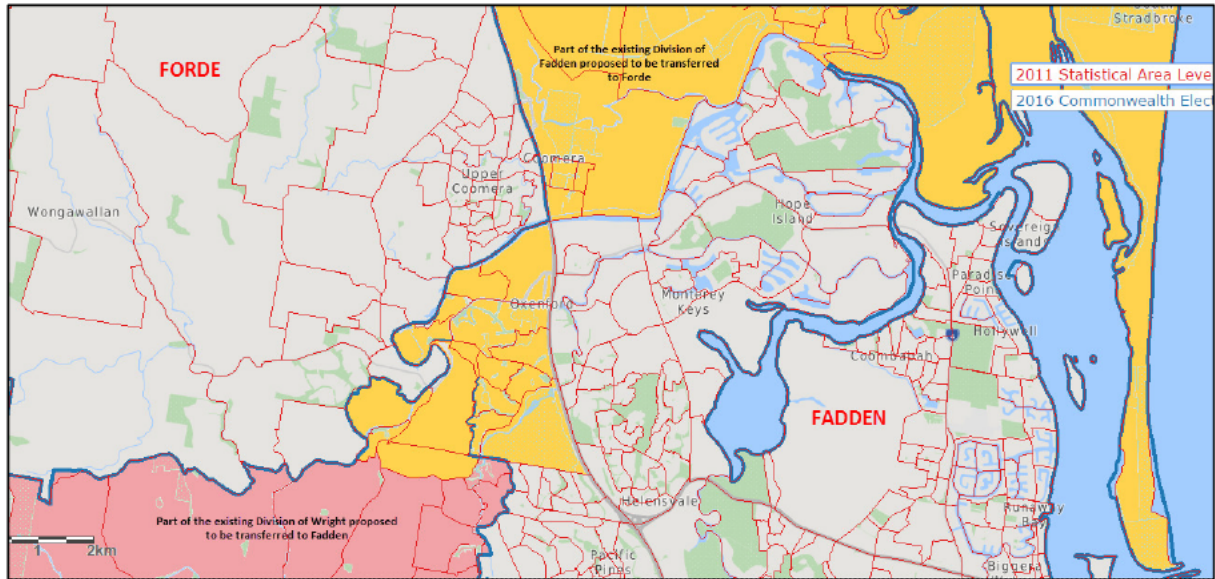 Stradbroke
FORDE
Part of the existing Division of
Fadden proposed to be transferred
to Forde
2011 Statistical Area Leve
2016 Commonwealth Elect
Coomera
Upper
Coomera
Wongawallan
Hope
Island
Sovereign
Islands
Paradise
Point
Oxenford
Monterey
Keys
Hollywell
Coombabah
FADDEN
Helensvale
Runaway
Bay
Part of the existing Division of Wright proposed
to be transferred to Fadden
1 2km
Pacific
Pines
Biggera